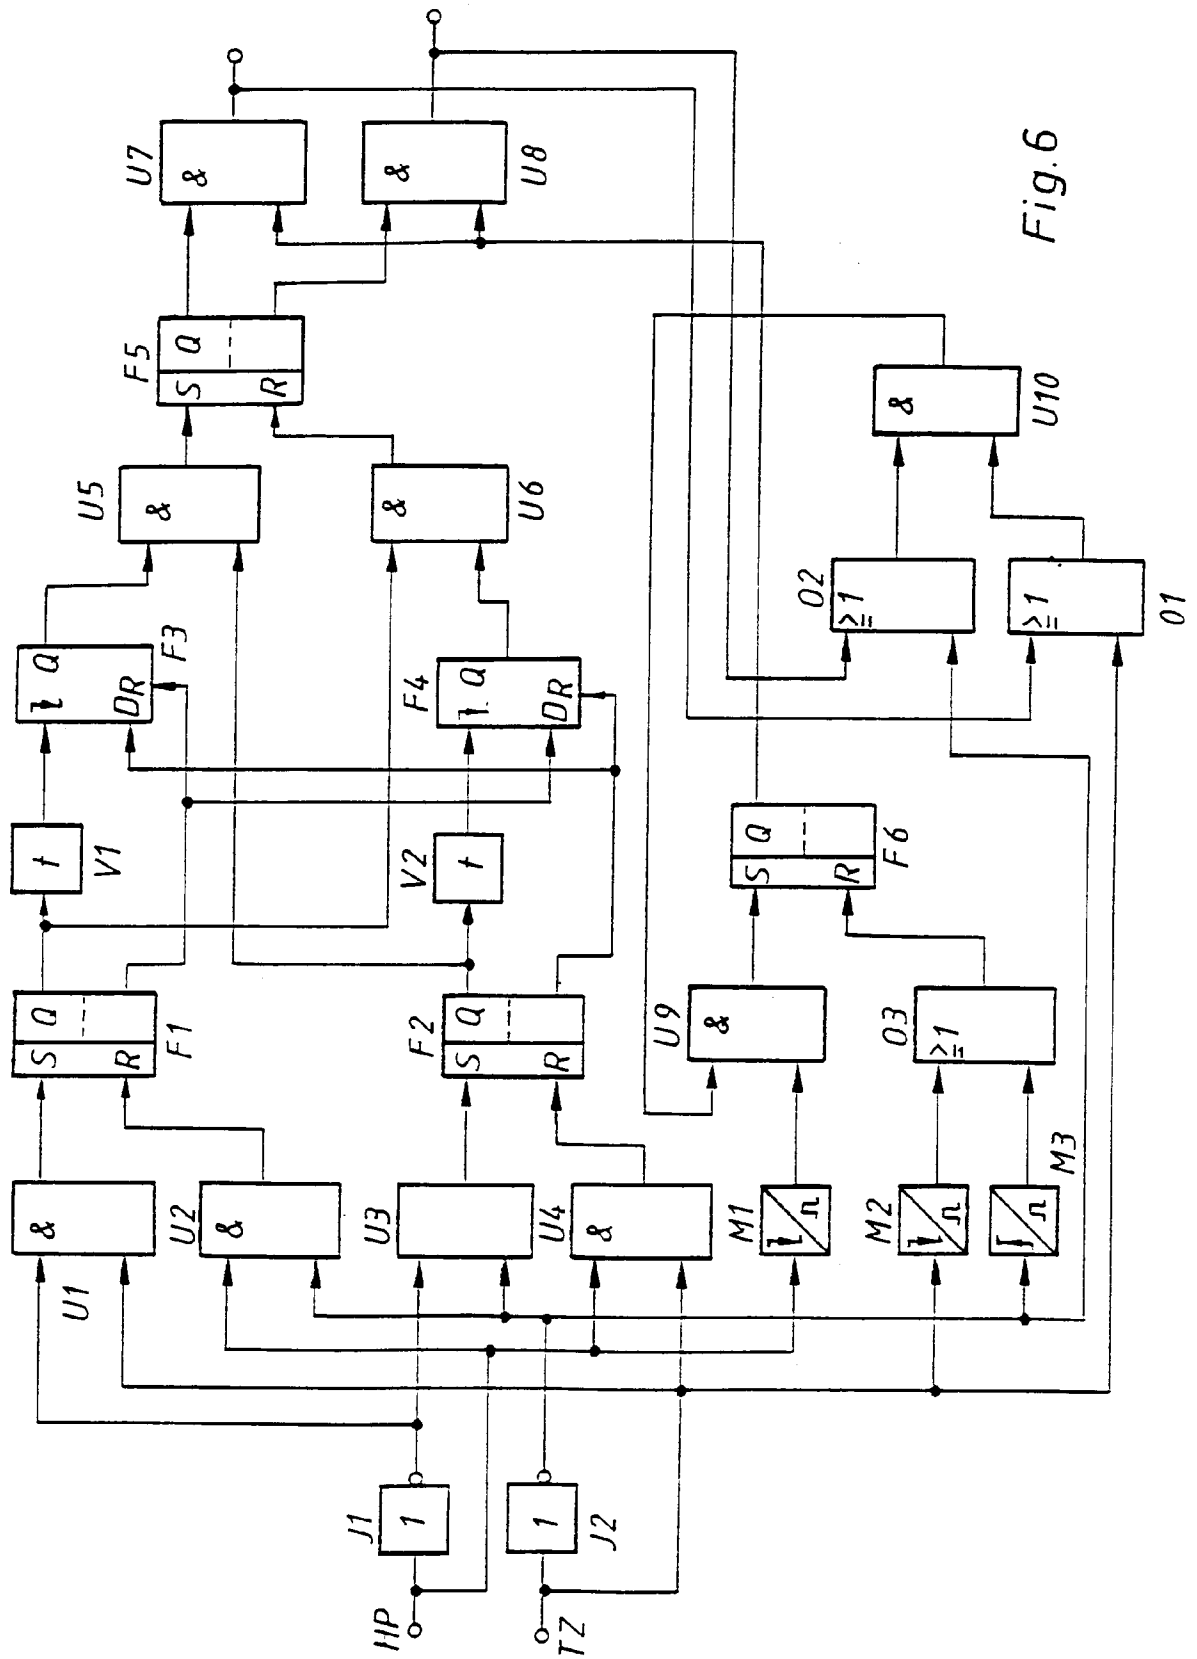 HP
TZ
J1
1
1
J2
U1
&
U2
&
U3
U4
&
M1
M2
M3
S Q
R
F1
F2
S Q
R
U9
&
O3
≥1
V1
t
V2
t
S Q
R
F6
Q
DR
F3
F4
Q
DR
O2
≥1
≥1
O1
U5
&
&
U6
&
U10
F5
S Q
R
U7
&
&
U8
Fig. 6